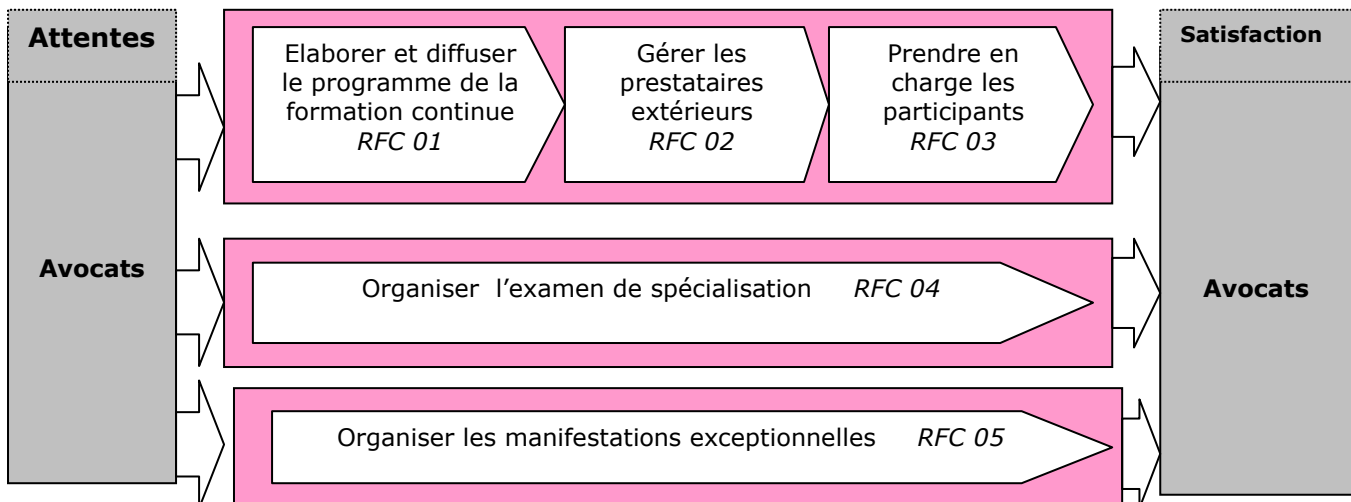 Attentes
Avocats
Elaborer et diffuser
le programme de la
formation continue
RFC 01
Gérer les
prestataires
extérieurs
RFC 02
Prendre en
charge les
participants
RFC 03
Organiser l’examen de spécialisation RFC 04
Organiser les manifestations exceptionnelles RFC 05
Satisfaction
Avocats